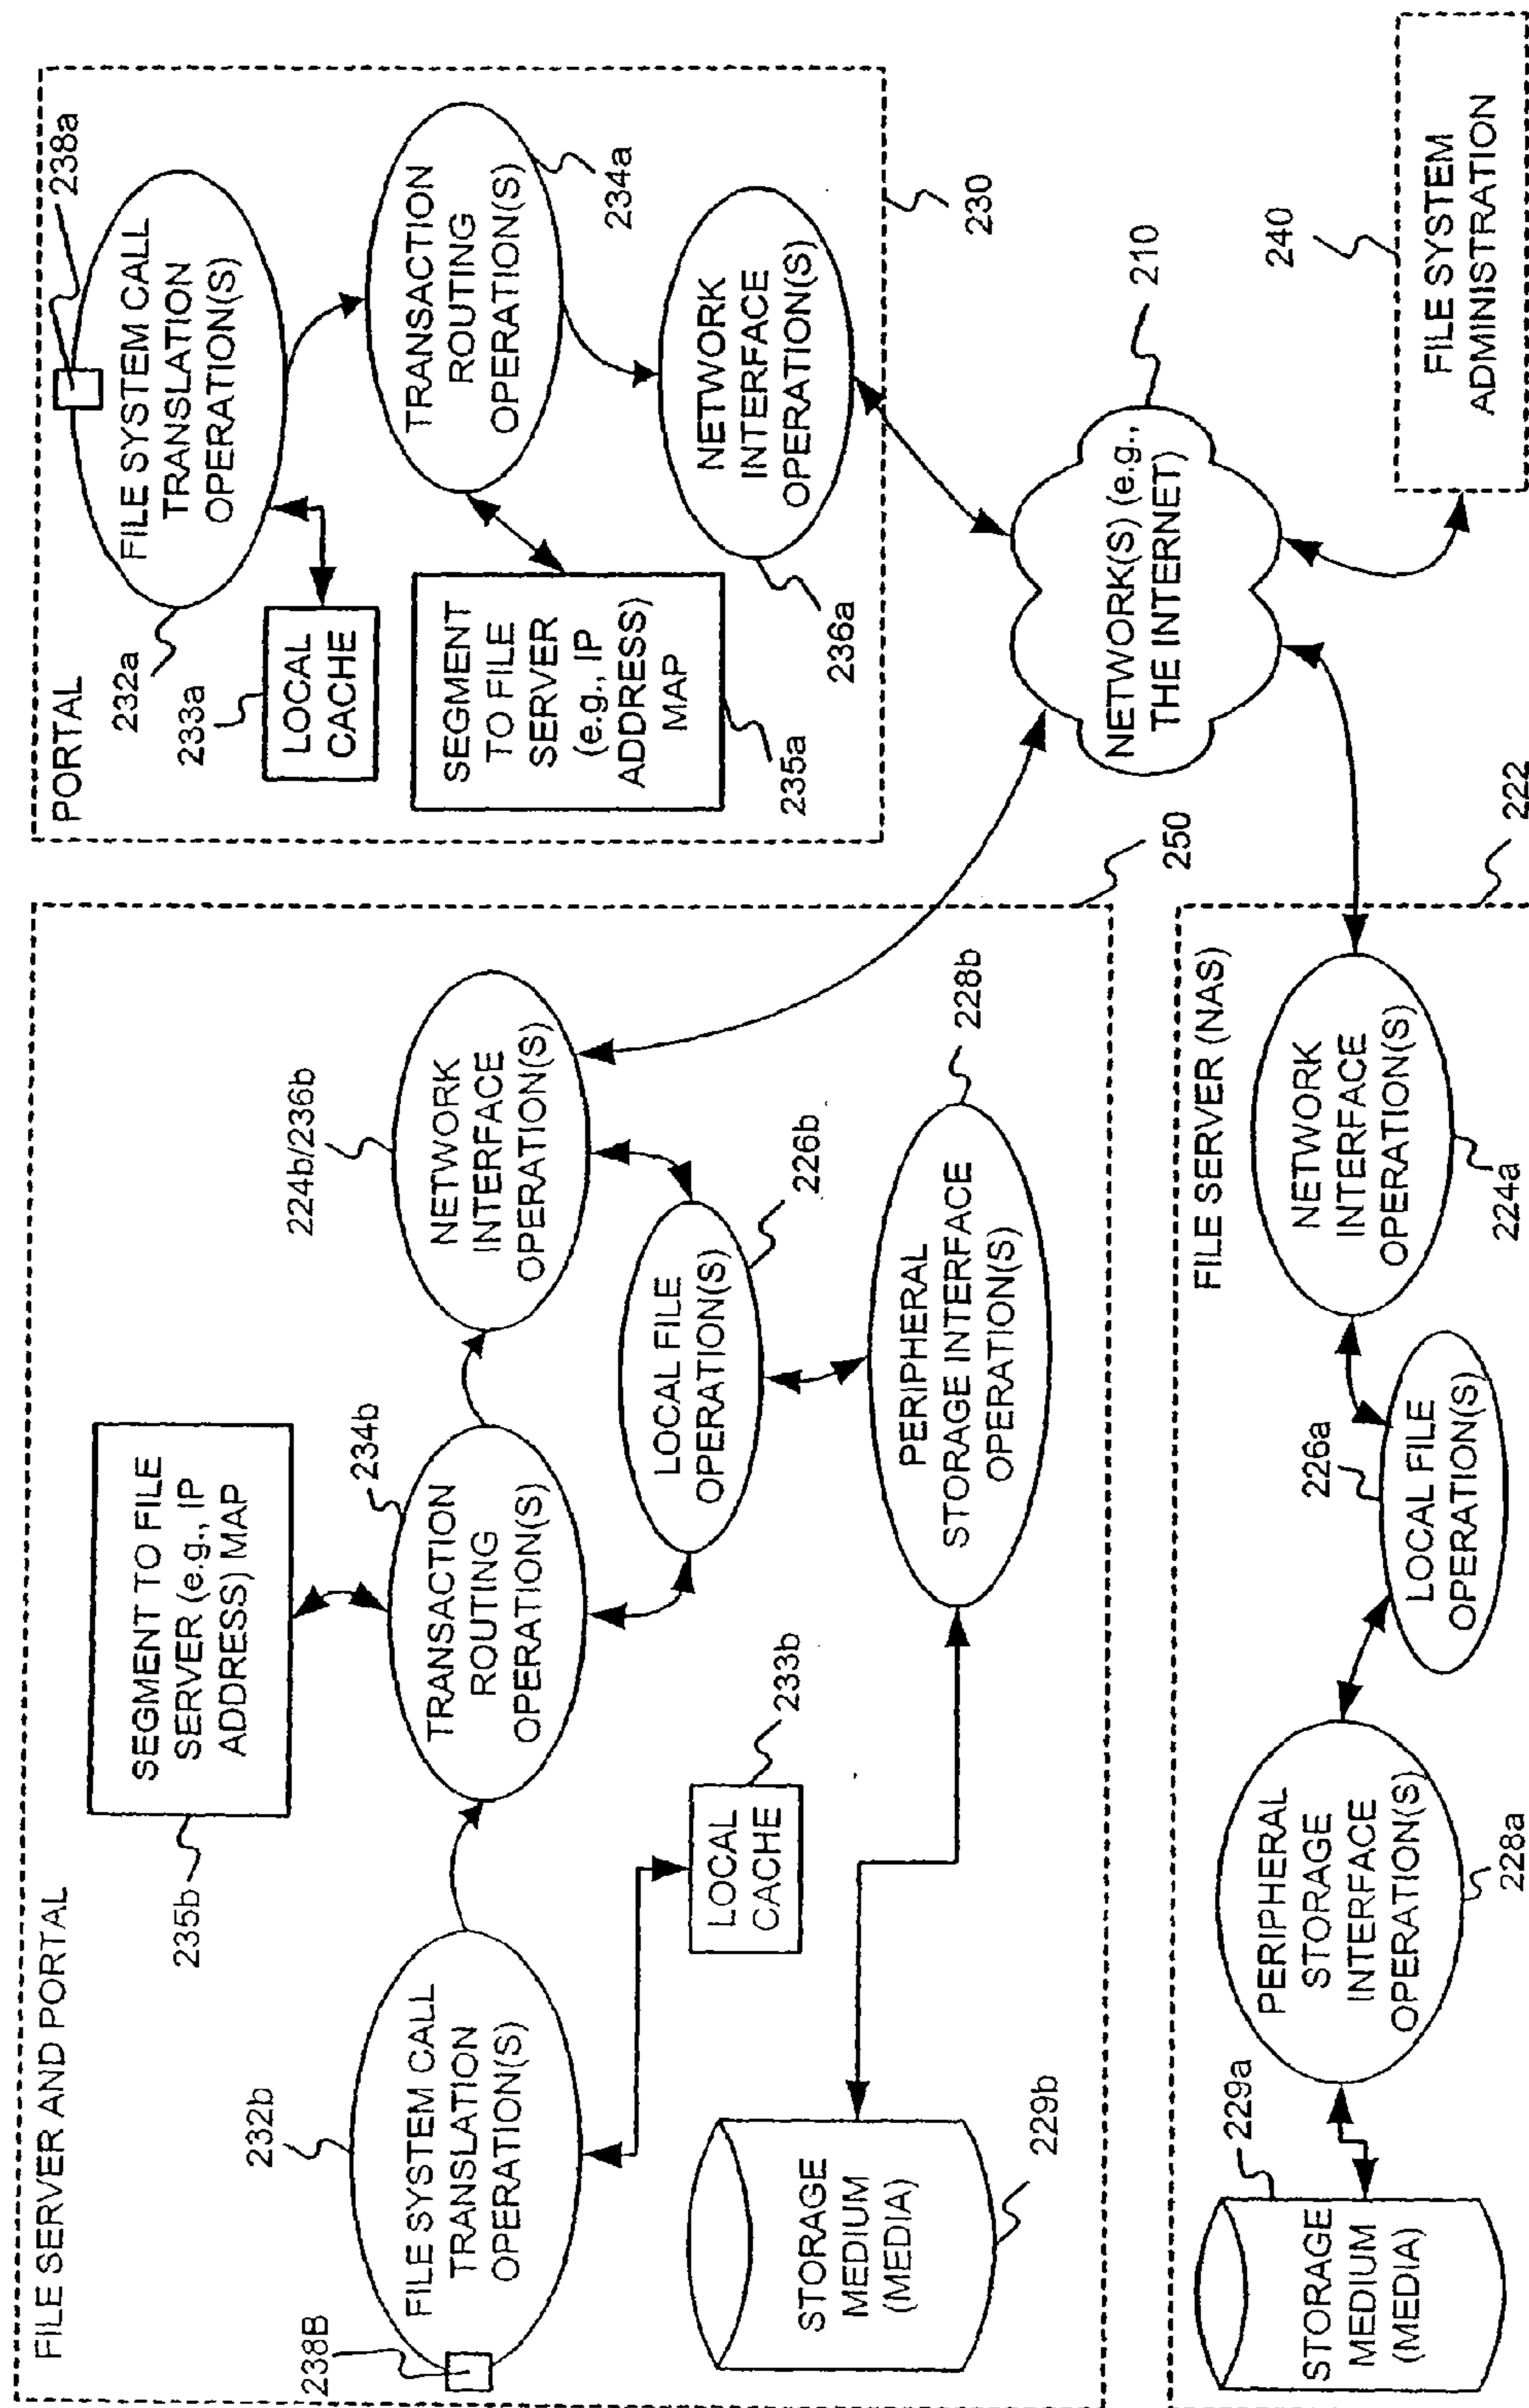 FILE SERVER AND PORTAL
235b
SEGMENT TO FILE
SERVER (e.g., IP
ADDRESS) MAP
238B
232b
FILE SYSTEM CALL
TRANSLATION
OPERATION(S)
234b
TRANSACTION
ROUTING
OPERATION(S)
224b/236b
NETWORK
INTERFACE
OPERATION(S)
LOCAL FILE
OPERATION(S)
226b
LOCAL
CACHE
233b
STORAGE
MEDIUM
(MEDIA)
229b
PERIPHERAL
STORAGE INTERFACE
OPERATION(S)
228b
250
PORTAL
238a
FILE SYSTEM CALL
TRANSLATION
OPERATION(S)
232a
233a
LOCAL
CACHE
TRANSACTION
ROUTING
OPERATION(S)
234a
SEGMENT
TO FILE
SERVER
(e.g., IP
ADDRESS)
MAP
235a
NETWORK
INTERFACE
OPERATION(S)
236a
230
NETWORK(S) (e.g.,
THE INTERNET
210
240
FILE SYSTEM
ADMINISTRATION
FILE SERVER (NAS)
222
229a
STORAGE
MEDIUM
(MEDIA)
PERIPHERAL
STORAGE
INTERFACE
OPERATION(S)
228a
226a
LOCAL FILE
OPERATION(S)
NETWORK
INTERFACE
OPERATION(S)
224a